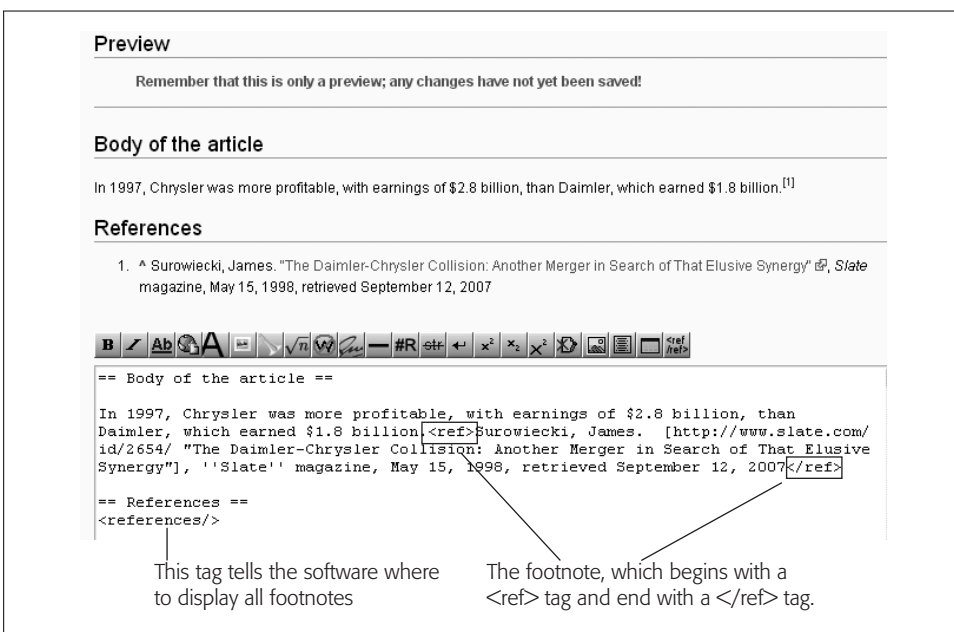 Preview
Remember that this is only a preview; any changes have not yet been saved!
Body of the article
In 1997, Chrysler was more profitable, with earnings of $2.8 billion, than Daimler, which earned $1.8 billion.[1]
References
1. ^ Surowiecki, James. "The Daimler-Chrysler Collision: Another Merger in Search of That Elusive Synergy" , Slate
magazine, May 15, 1998, retrieved September 12, 2007
B I Ab A √n W — #R str ↵ x² x₂ x² <ref/ref>
== Body of the article ==
In 1997, Chrysler was more profitable, with earnings of $2.8 billion, than
Daimler, which earned $1.8 billion.<ref>Surowiecki, James.  [http://www.slate.com/
id/2654/ "The Daimler-Chrysler Collision: Another Merger in Search of That Elusive
Synergy"], ''Slate'' magazine, May 15, 1998, retrieved September 12, 2007</ref>
== References ==
<references/>
This tag tells the software where
to display all footnotes
The footnote, which begins with a
<ref> tag and end with a </ref> tag.